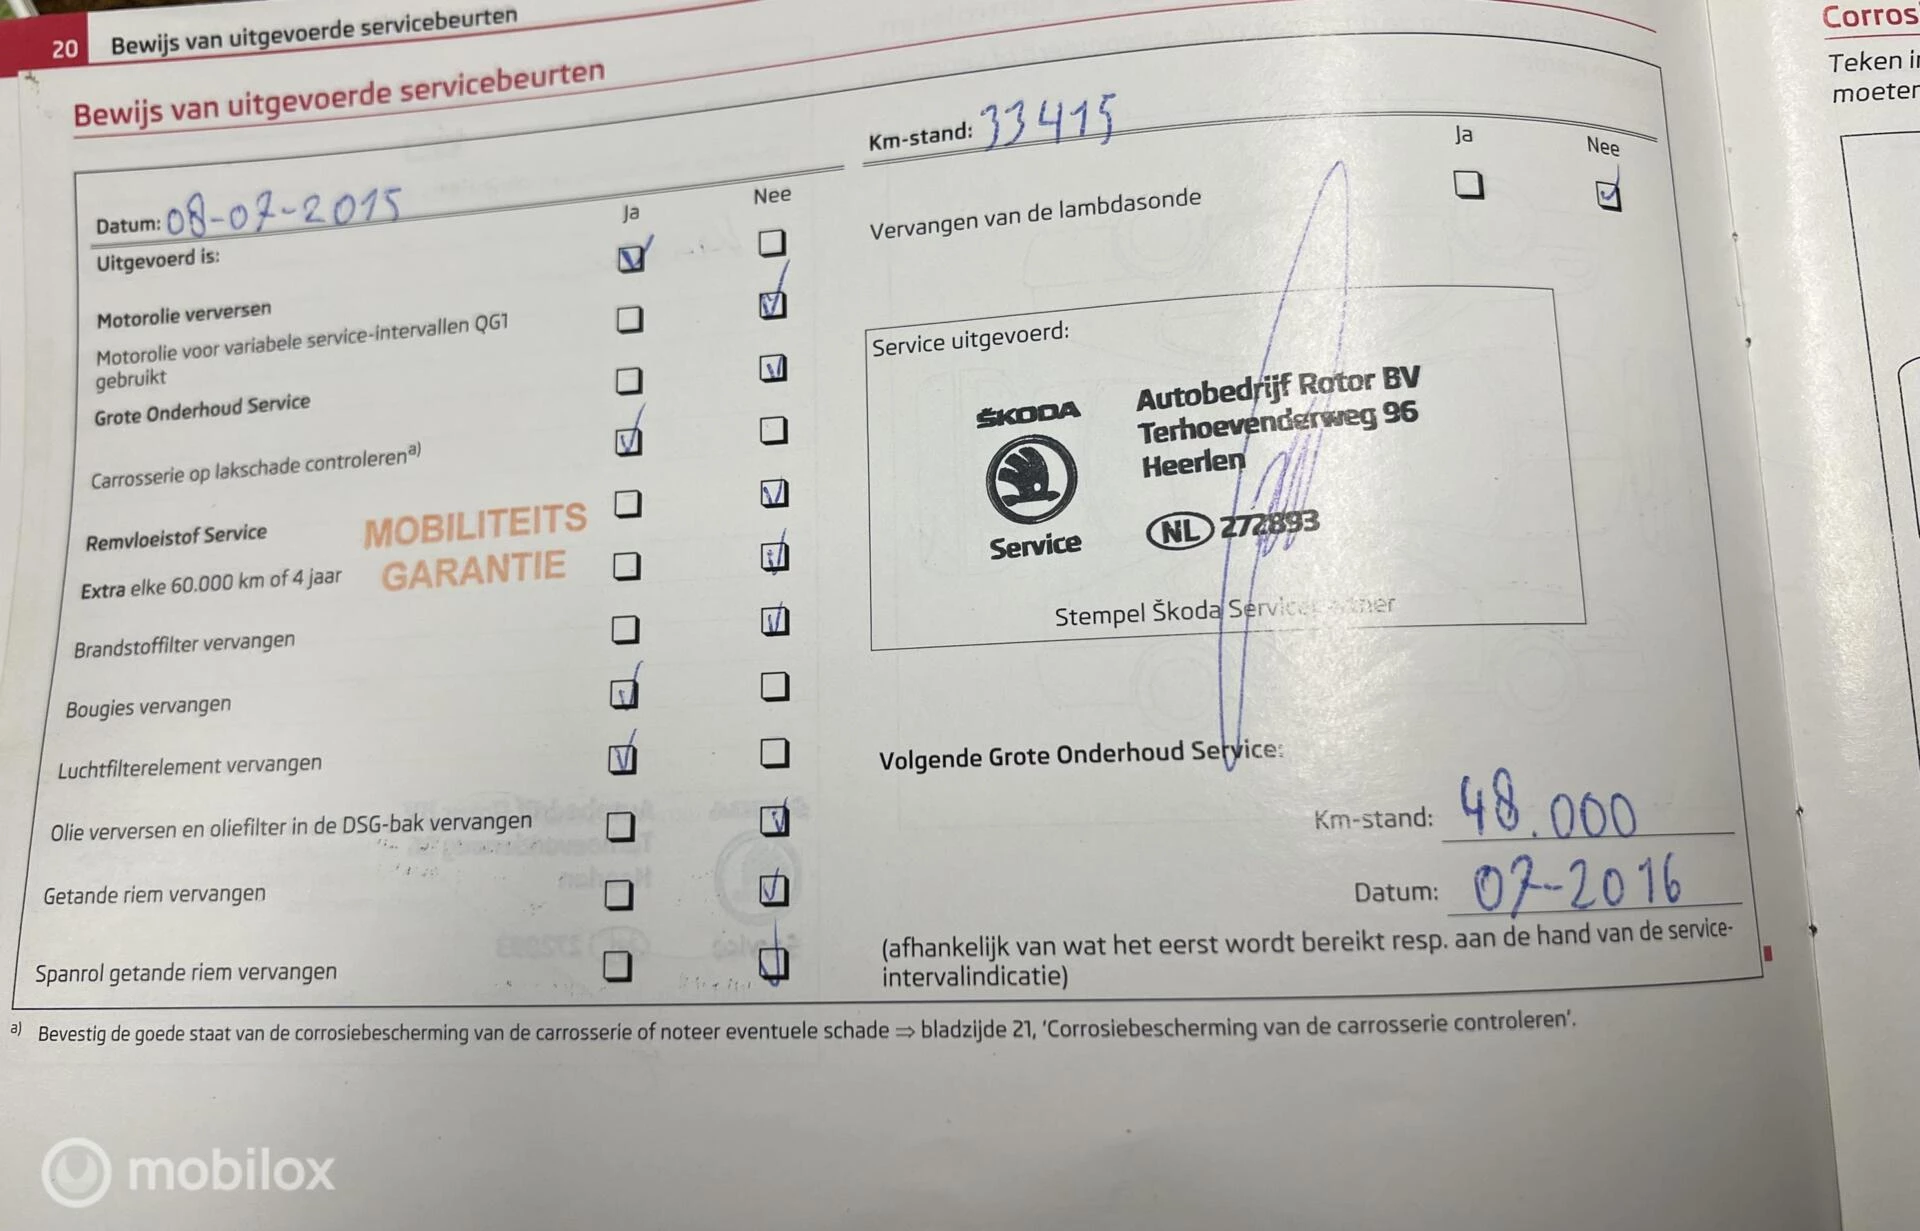 20 Bewijs van uitgevoerde servicebeurten
Bewijs van uitgevoerde servicebeurten
Datum: 08-07-2015
Ja Nee
Uitgevoerd is:
Motorolie verversen
Motorolie voor variabele service-intervallen QG1
gebruikt
Grote Onderhoud Service
Carrosserie op lakschade controleren a)
Remvloeistof Service
MOBILITEITS
GARANTIE
Extra elke 60.000 km of 4 jaar
Brandstoffilter vervangen
Bougies vervangen
Luchtfilterelement vervangen
Olie verversen en oliefilter in de DSG-bak vervangen
Getande riem vervangen
Spanrol getande riem vervangen
Km-stand: 33415
Ja Nee
Vervangen van de lambdasonde
Service uitgevoerd:
ŠKODA
Service
Autobedrijf Rotor BV
Terhoevenderweg 96
Heerlen
NL 272893
Stempel Škoda Servicepartner
Volgende Grote Onderhoud Service:
Km-stand: 48.000
Datum: 07-2016
(afhankelijk van wat het eerst wordt bereikt resp. aan de hand van de service-
intervalindicatie)
a) Bevestig de goede staat van de corrosiebescherming van de carrosserie of noteer eventuele schade ⇒ bladzijde 21, 'Corrosiebescherming van de carrosserie controleren'.
Corros
Teken i
moeten
mobilox